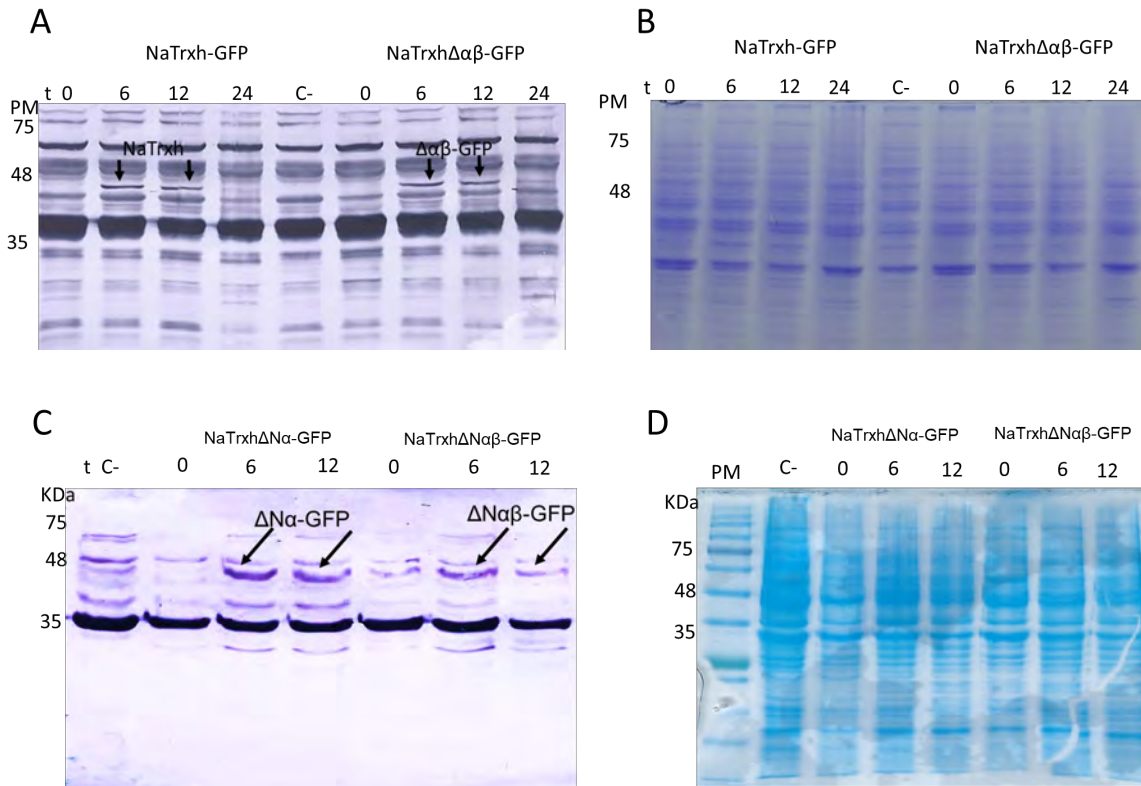 A
NaTrxh-GFP NaTrxhΔαβ-GFP
t 0 6 12 24 C- 0 6 12 24
PM
75
NaTrxh Δαβ-GFP
48
35
B
NaTrxh-GFP NaTrxhΔαβ-GFP
t 0 6 12 24 C- 0 6 12 24
PM
75
48
C
NaTrxhΔNα-GFP NaTrxhΔNαβ-GFP
t C- 0 6 12 0 6 12
KDa
75
ΔNα-GFP ΔNαβ-GFP
48
35
D
NaTrxhΔNα-GFP NaTrxhΔNαβ-GFP
PM C- 0 6 12 0 6 12
KDa
75
48
35